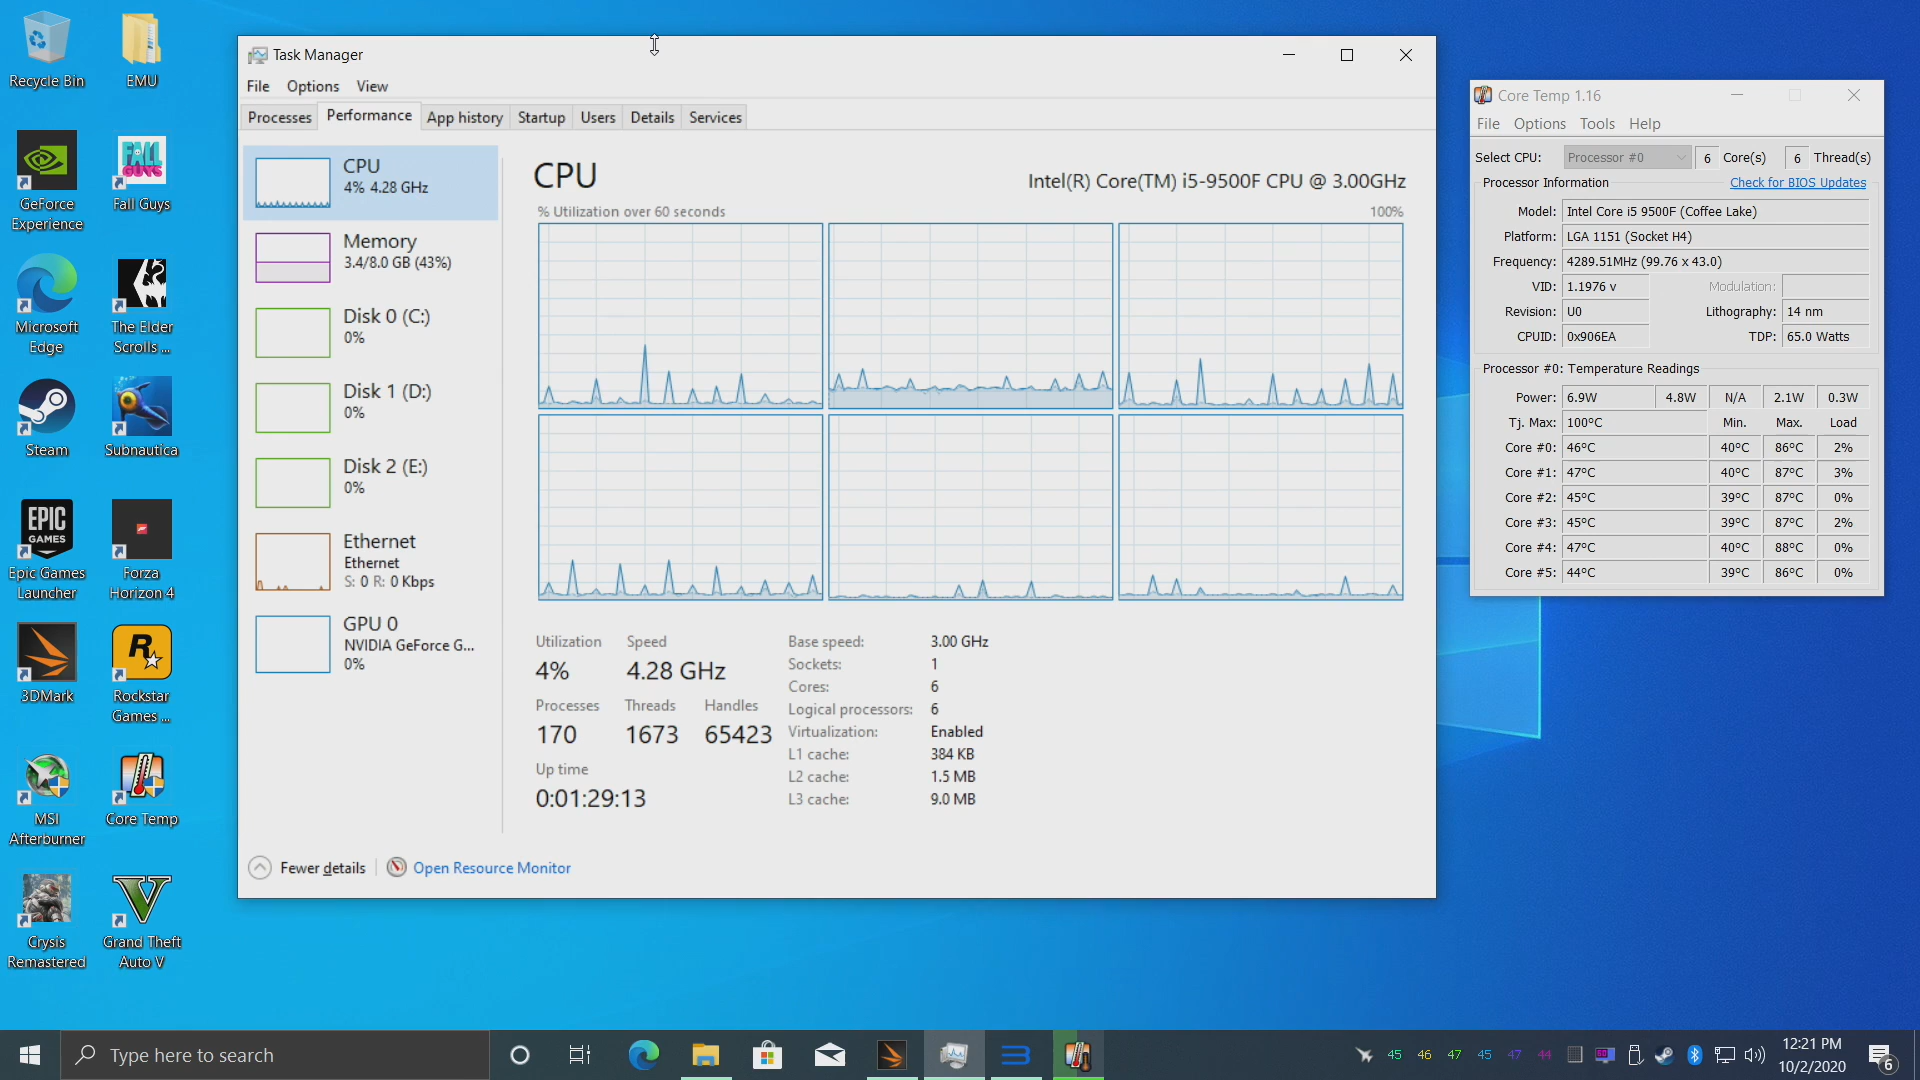 Recycle Bin
EMU
GeForce Experience
Fall Guys
FALL GUYS
Microsoft Edge
The Elder Scrolls ...
Steam
Subnautica
EPIC GAMES
Epic Games Launcher
Forza Horizon 4
3DMark
R
Rockstar Games ...
MSI Afterburner
Core Temp
Crysis Remastered
V
Grand Theft Auto V
Task Manager
File Options View
Processes Performance App history Startup Users Details Services
CPU
4% 4.28 GHz
Memory
3.4/8.0 GB (43%)
Disk 0 (C:)
0%
Disk 1 (D:)
0%
Disk 2 (E:)
0%
Ethernet
Ethernet
S: 0 R: 0 Kbps
GPU 0
NVIDIA GeForce G...
0%
CPU
Intel(R) Core(TM) i5-9500F CPU @ 3.00GHz
% Utilization over 60 seconds 100%
Utilization Speed
4% 4.28 GHz
Processes Threads Handles
170 1673 65423
Up time
0:01:29:13
Base speed: 3.00 GHz
Sockets: 1
Cores: 6
Logical processors: 6
Virtualization: Enabled
L1 cache: 384 KB
L2 cache: 1.5 MB
L3 cache: 9.0 MB
Fewer details Open Resource Monitor
Core Temp 1.16
File Options Tools Help
Select CPU: Processor #0 6 Core(s) 6 Thread(s)
Processor Information Check for BIOS Updates
Model: Intel Core i5 9500F (Coffee Lake)
Platform: LGA 1151 (Socket H4)
Frequency: 4289.51MHz (99.76 x 43.0)
VID: 1.1976 v Modulation:
Revision: U0 Lithography: 14 nm
CPUID: 0x906EA TDP: 65.0 Watts
Processor #0: Temperature Readings
Power: 6.9W 4.8W N/A 2.1W 0.3W
Tj. Max: 100°C Min. Max. Load
Core #0: 46°C 40°C 86°C 2%
Core #1: 47°C 40°C 87°C 3%
Core #2: 45°C 39°C 87°C 0%
Core #3: 45°C 39°C 87°C 2%
Core #4: 47°C 40°C 88°C 0%
Core #5: 44°C 39°C 86°C 0%
Type here to search
45 46 47 45 47 44
12:21 PM
10/2/2020
6